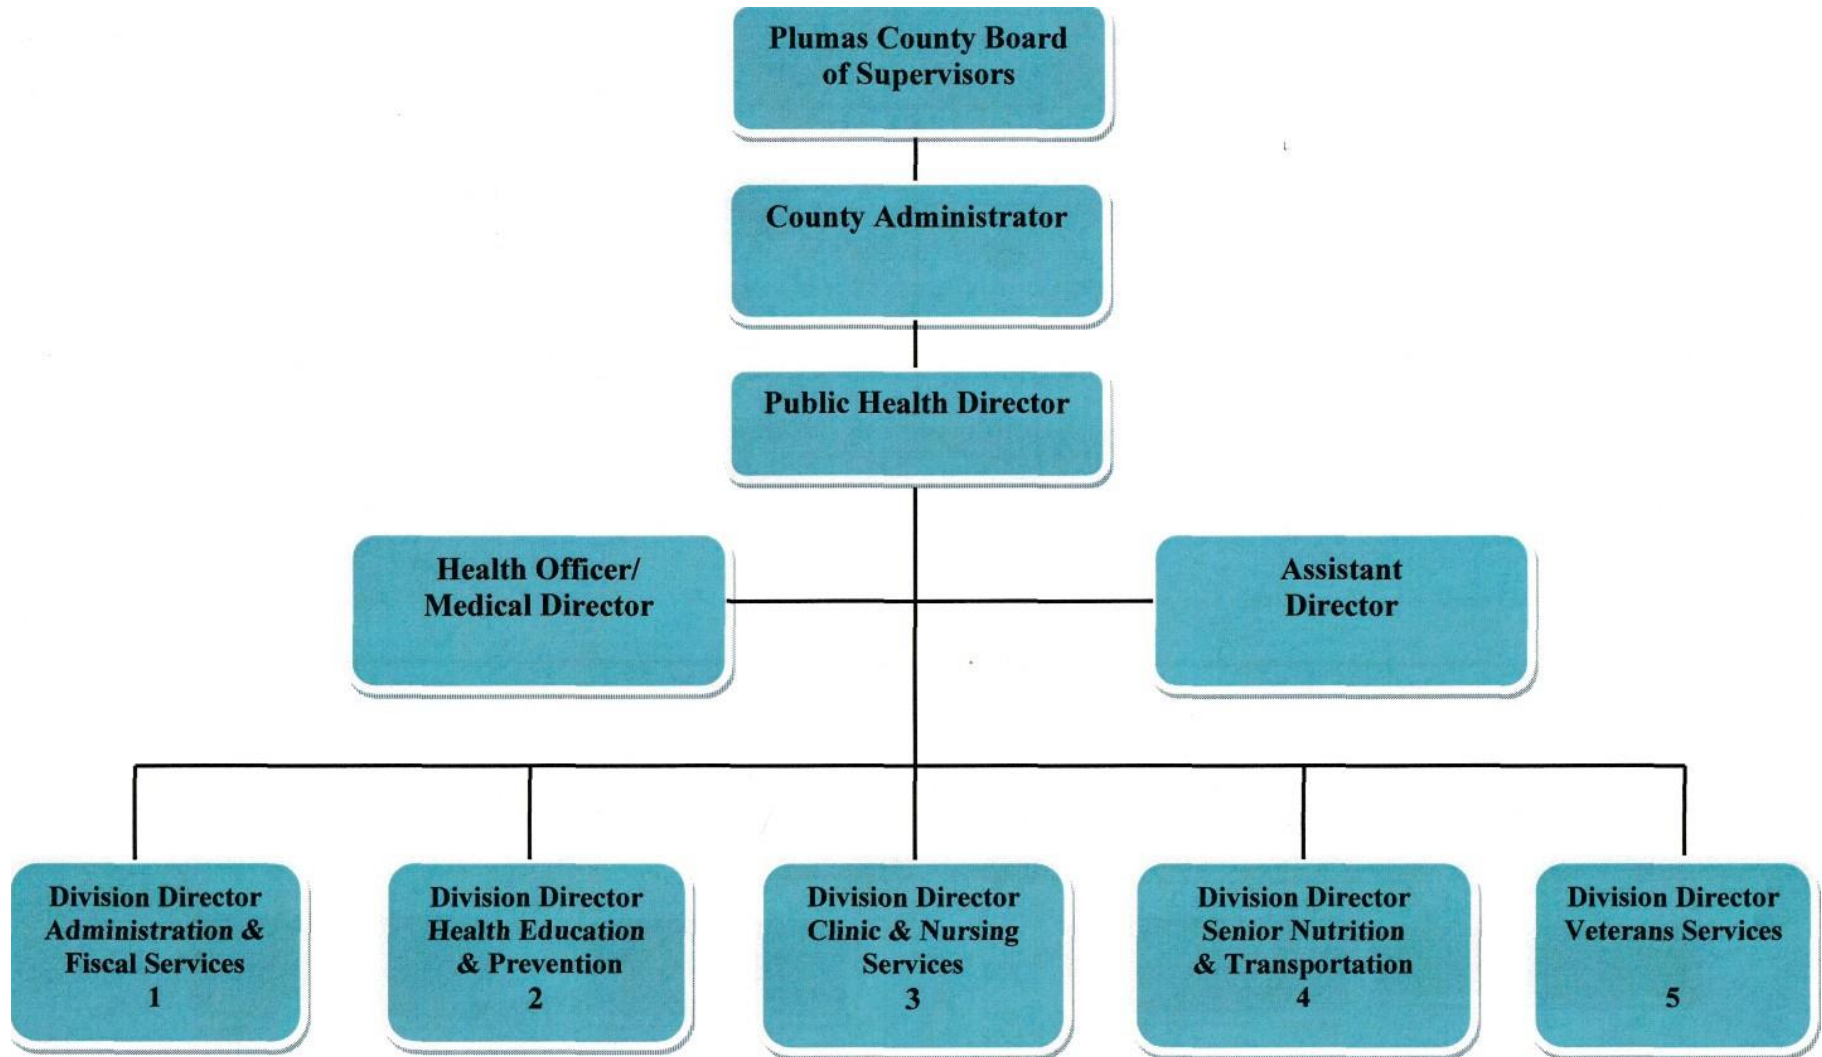 Plumas County Board
of Supervisors
County Administrator
Public Health Director
Health Officer/
Medical Director
Assistant
Director
Division Director
Administration &
Fiscal Services
1
Division Director
Health Education
& Prevention
2
Division Director
Clinic & Nursing
Services
3
Division Director
Senior Nutrition
& Transportation
4
Division Director
Veterans Services
5